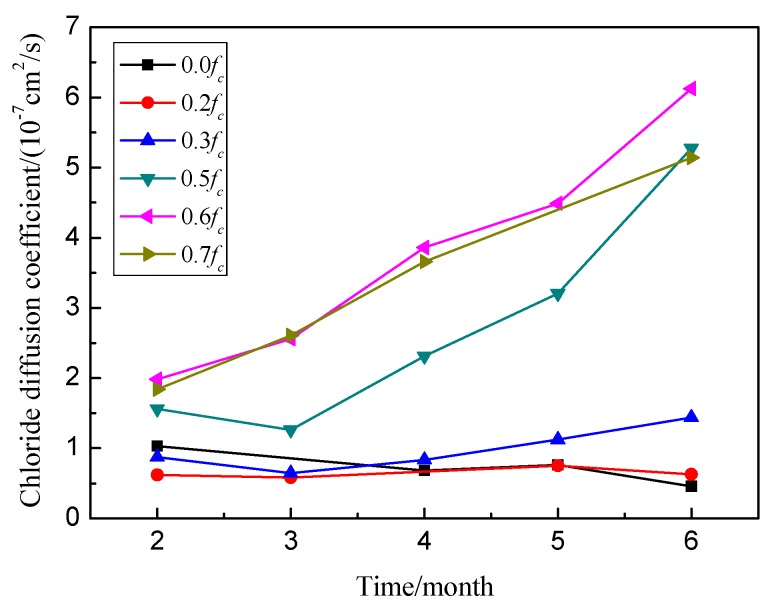 7
6
5
4
3
2
1
0
Chloride diffusion coefficient/(10⁻⁷cm²/s)
0.0fc
0.2fc
0.3fc
0.5fc
0.6fc
0.7fc
2 3 4 5 6
Time/month